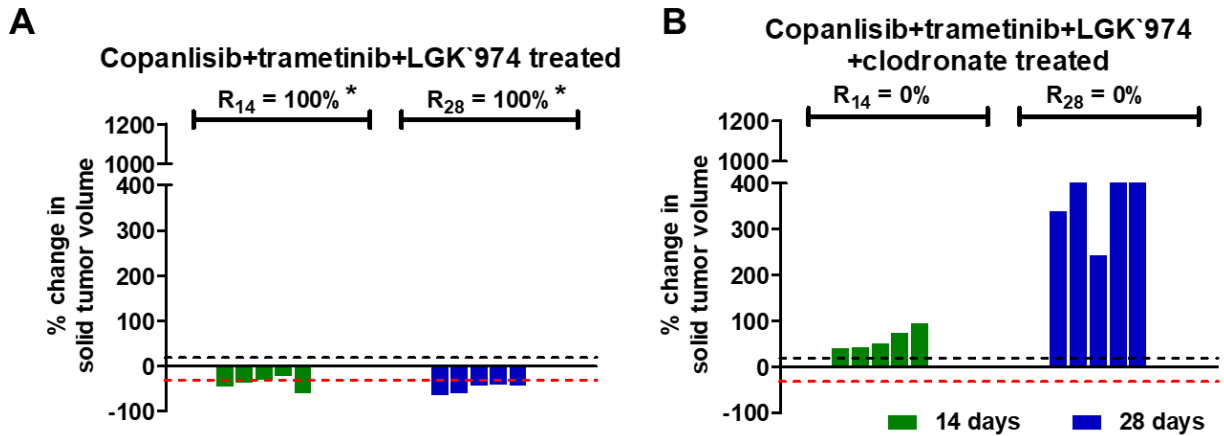 A
Copanlisib+trametinib+LGK`974 treated
R14 = 100% *
R28 = 100% *
1200
1000
400
300
200
100
0
-100
% change in
solid tumor volume
B
Copanlisib+trametinib+LGK`974
+clodronate treated
R14 = 0%
R28 = 0%
1200
1000
400
300
200
100
0
-100
% change in
solid tumor volume
14 days
28 days